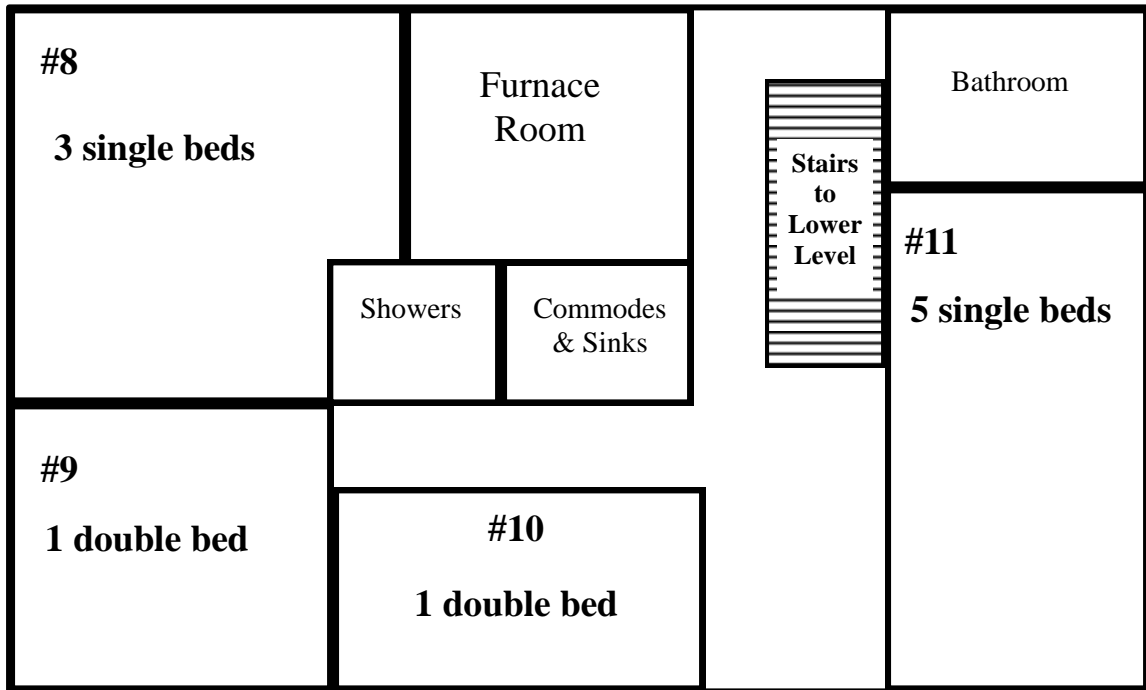 #8
3 single beds
Furnace
Room
Bathroom
Stairs
to
Lower
Level
#11
5 single beds
Showers
Commodes
& Sinks
#9
1 double bed
#10
1 double bed